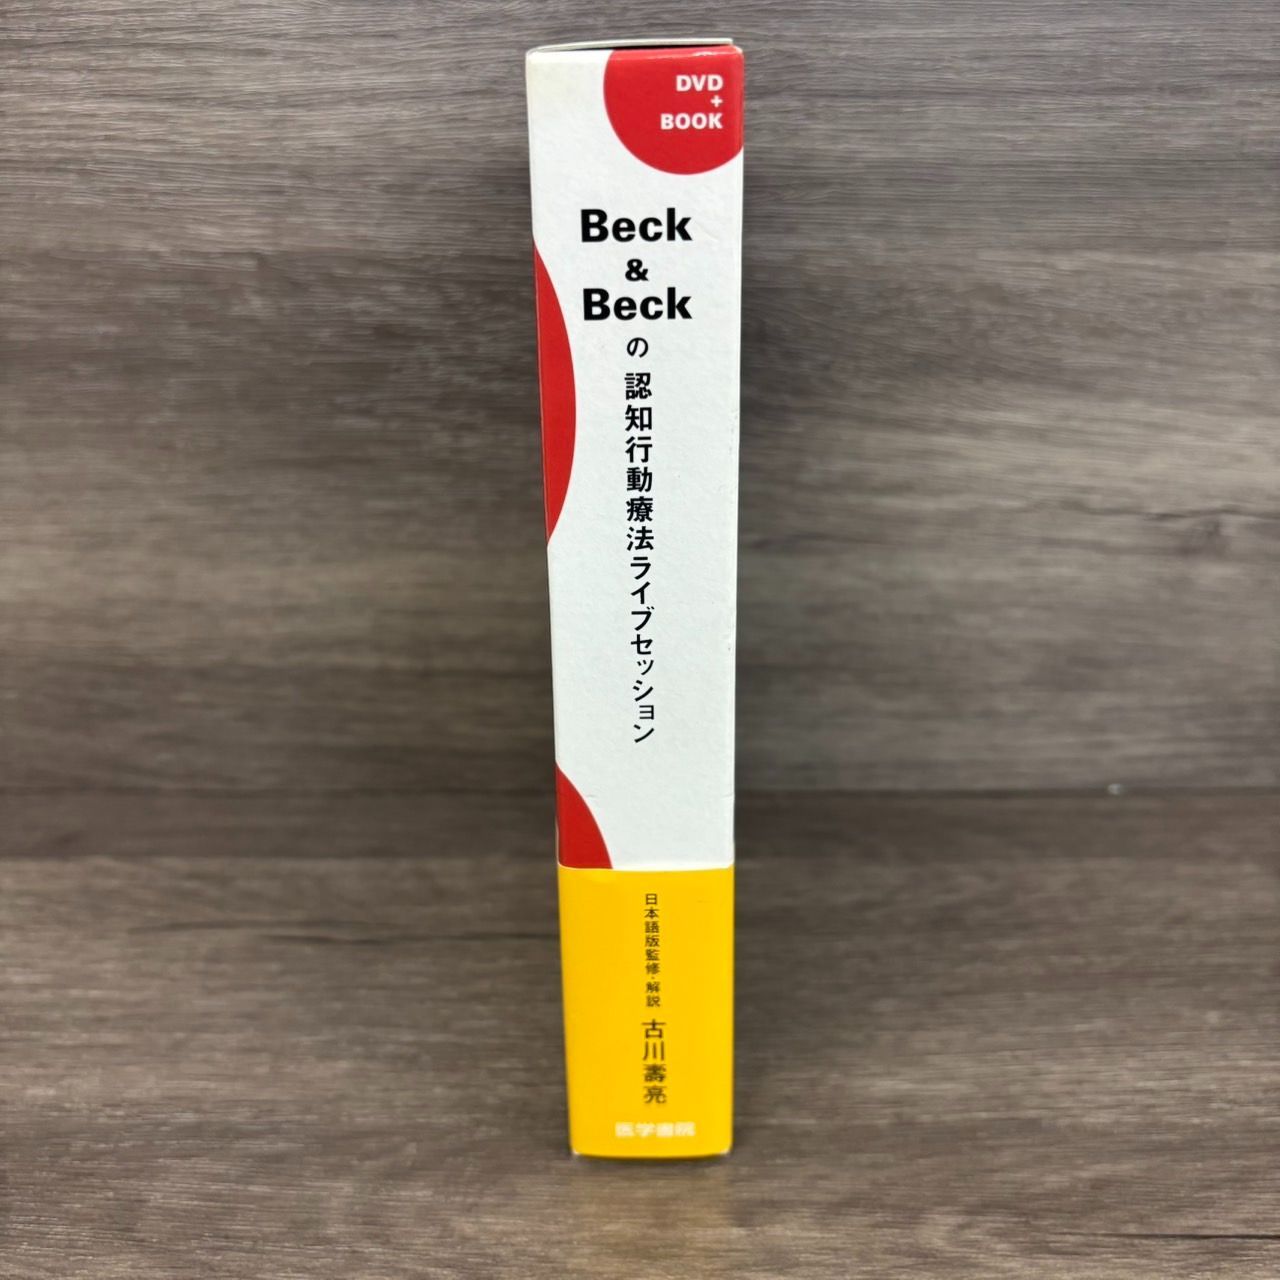 DVD
+
BOOK
Beck
&
Beck
の認知行動療法ライブセッション
日本語版監修・解説 古川壽亮
医学書院